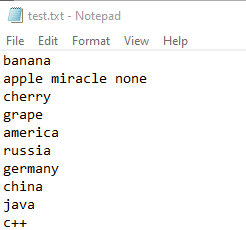 test.txt - Notepad
File Edit Format View Help
banana
apple miracle none
cherry
grape
america
russia
germany
china
java
c++